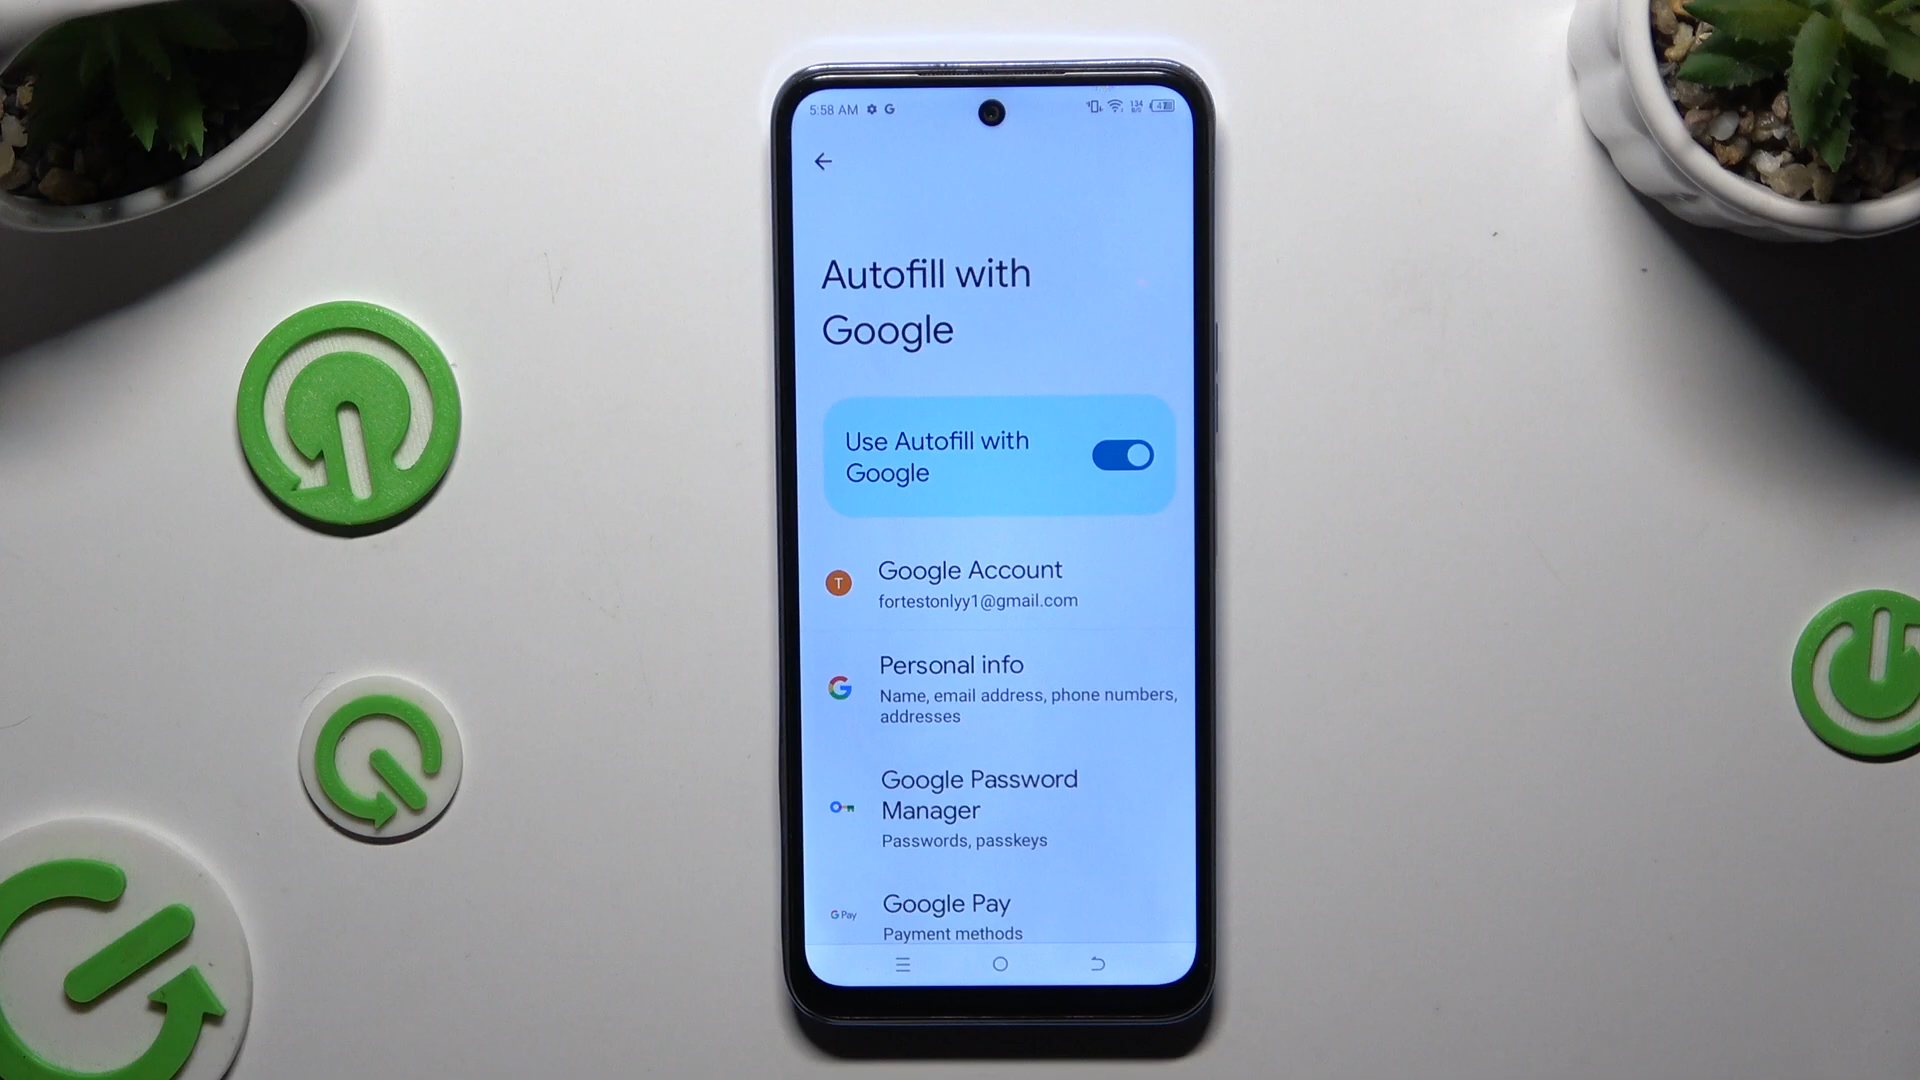 5:58 AM
Autofill with
Google
Use Autofill with
Google
T
Google Account
fortestonlyy1@gmail.com
Personal info
Name, email address, phone numbers,
addresses
Google Password
Manager
Passwords, passkeys
G Pay
Google Pay
Payment methods